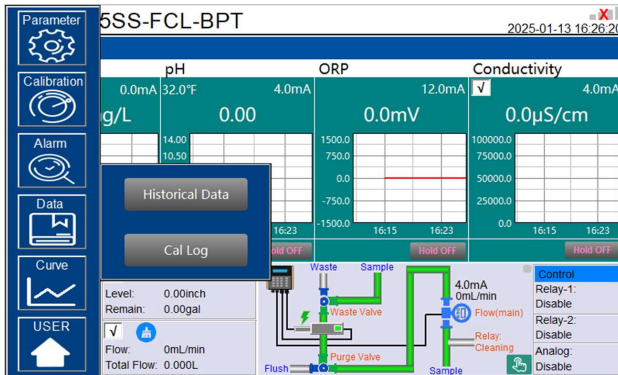 Parameter
5SS-FCL-BPT
2025-01-13 16:26:20
Calibration
pH
ORP
Conductivity
0.0mA
32.0°F
4.0mA
12.0mA
√
4.0mA
g/L
0.00
0.0mV
0.0μS/cm
Alarm
14.00
10.50
1500.0
750.0
0.0
-750.0
-1500.0
100000.0
75000.0
50000.0
25000.0
0.0
16:23
16:15
16:23
16:15
16:23
Historical Data
Cal Log
Data
Hold OFF
Hold OFF
Curve
Level:
0.00inch
Remain:
0.00gal
√
Flow:
0mL/min
Total Flow:
0.000L
USER
Waste
Sample
Waste Valve
4.0mA
0mL/min
Flow(main)
Relay:
Cleaning
Purge Valve
Flush
Sample
Control
Relay-1:
Disable
Relay-2:
Disable
Analog:
Disable